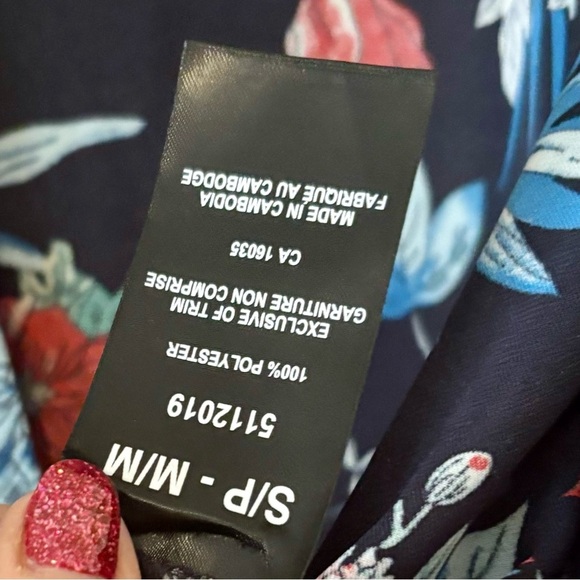 S/P - M/M
5112019
100% POLYESTER
EXCLUSIVE OF TRIM
GARNITURE NON COMPRISE
CA 16035
MADE IN CAMBODIA
FABRIQUÉ AU CAMBODGE